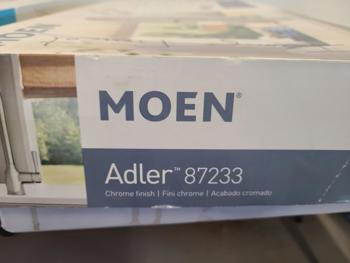 MOEN®
Adler™ 87233
Chrome finish | Fini chrome | Acabado cromado